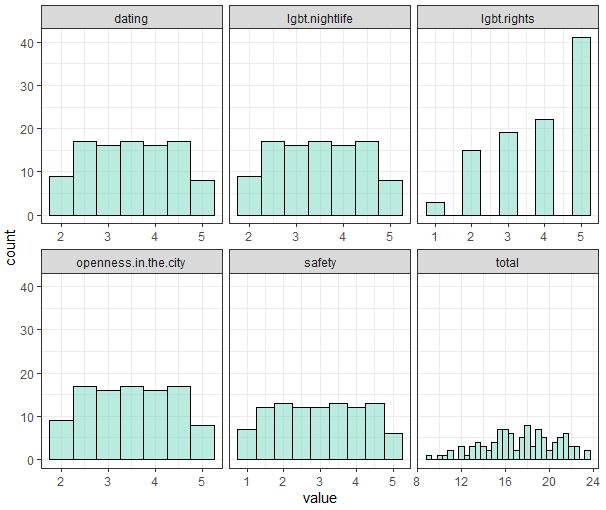 dating lgbt.nightlife lgbt.rights
40
30
20
10
0
2 3 4 5 2 3 4 5 1 2 3 4 5
count
openness.in.the.city safety total
40
30
20
10
0
2 3 4 5 1 2 3 4 5 8 12 16 20 24
value